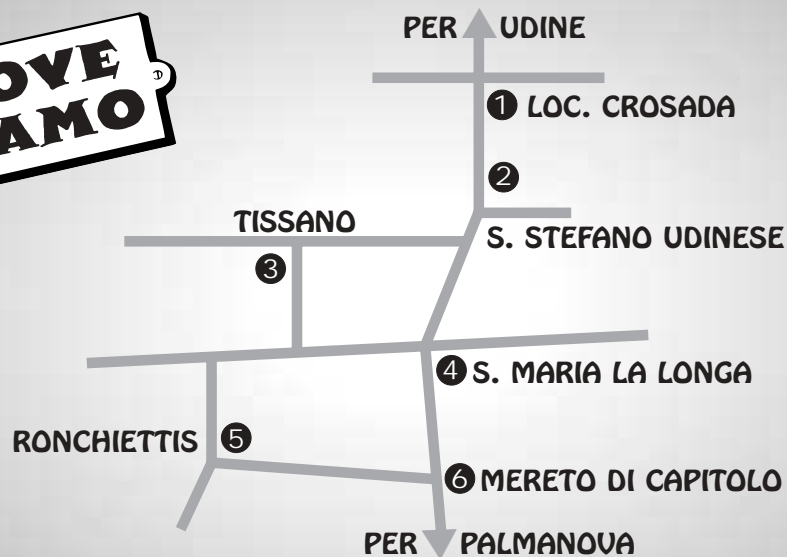 PER UDINE
1 LOC. CROSADA
2
TISSANO
S. STEFANO UDINESE
3
4 S. MARIA LA LONGA
RONCHIETTIS 5
6 MERETO DI CAPITOLO
PER PALMANOVA